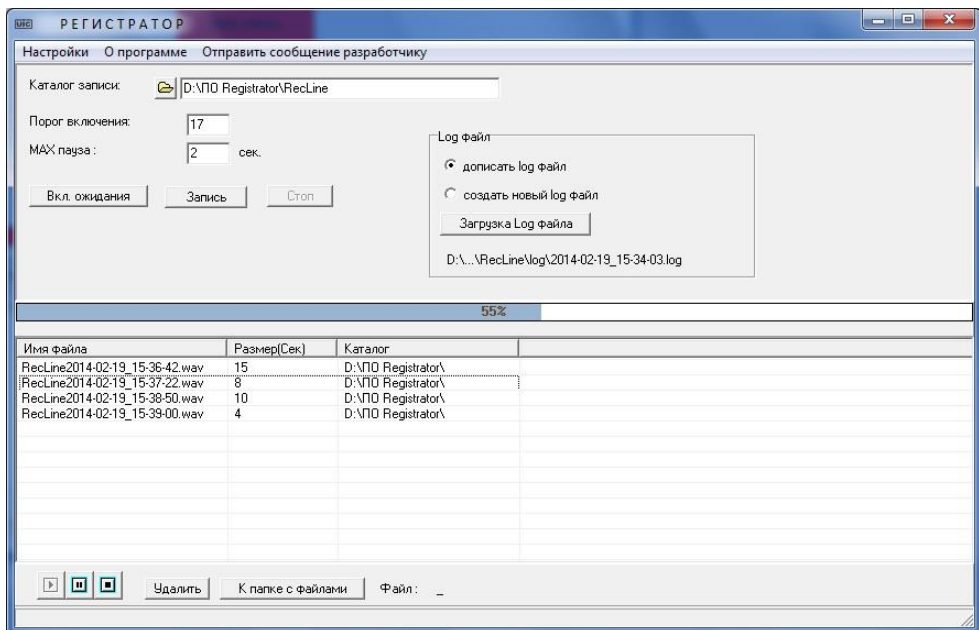 UIC РЕГИСТРАТОР
Настройки О программе Отправить сообщение разработчику
Каталог записи: D:\ПО Registrator\RecLine
Порог включения: 17
MAX пауза : 2 сек.
Вкл. ожидания Запись Стоп
Log файл
дописать log файл
создать новый log файл
Загрузка Log файла
D:\...\RecLine\log\2014-02-19_15-34-03.log
55%
Имя файла Размер(Сек) Каталог
RecLine2014-02-19_15-36-42.wav 15 D:\ПО Registrator\
RecLine2014-02-19_15-37-22.wav 8 D:\ПО Registrator\
RecLine2014-02-19_15-38-50.wav 10 D:\ПО Registrator\
RecLine2014-02-19_15-39-00.wav 4 D:\ПО Registrator\
Удалить К папке с файлами Файл : _